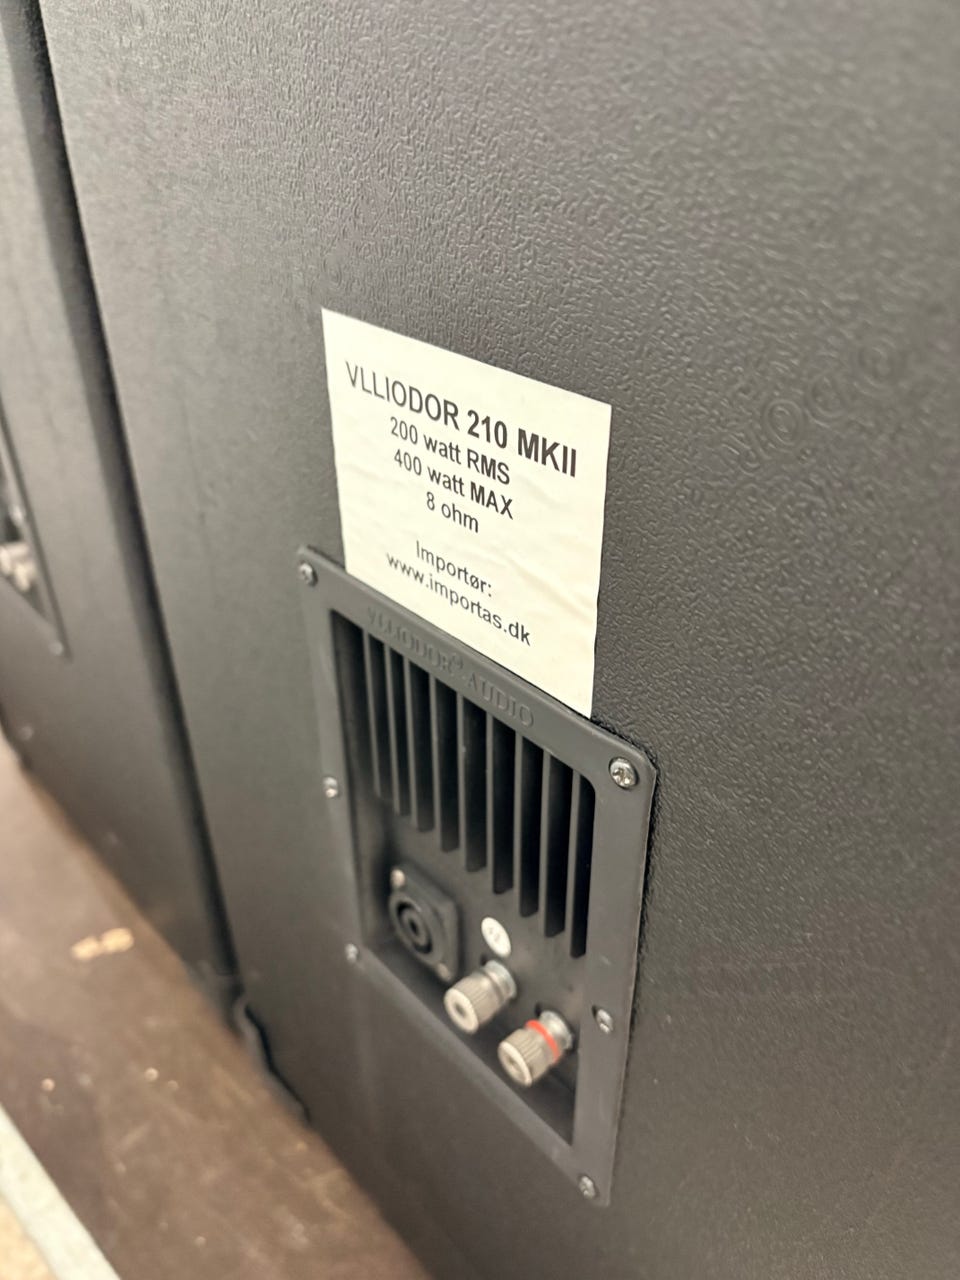 VLLIODOR 210 MKII
200 watt RMS
400 watt MAX
8 ohm
Importør:
www.importas.dk
VLLIODOR® AUDIO